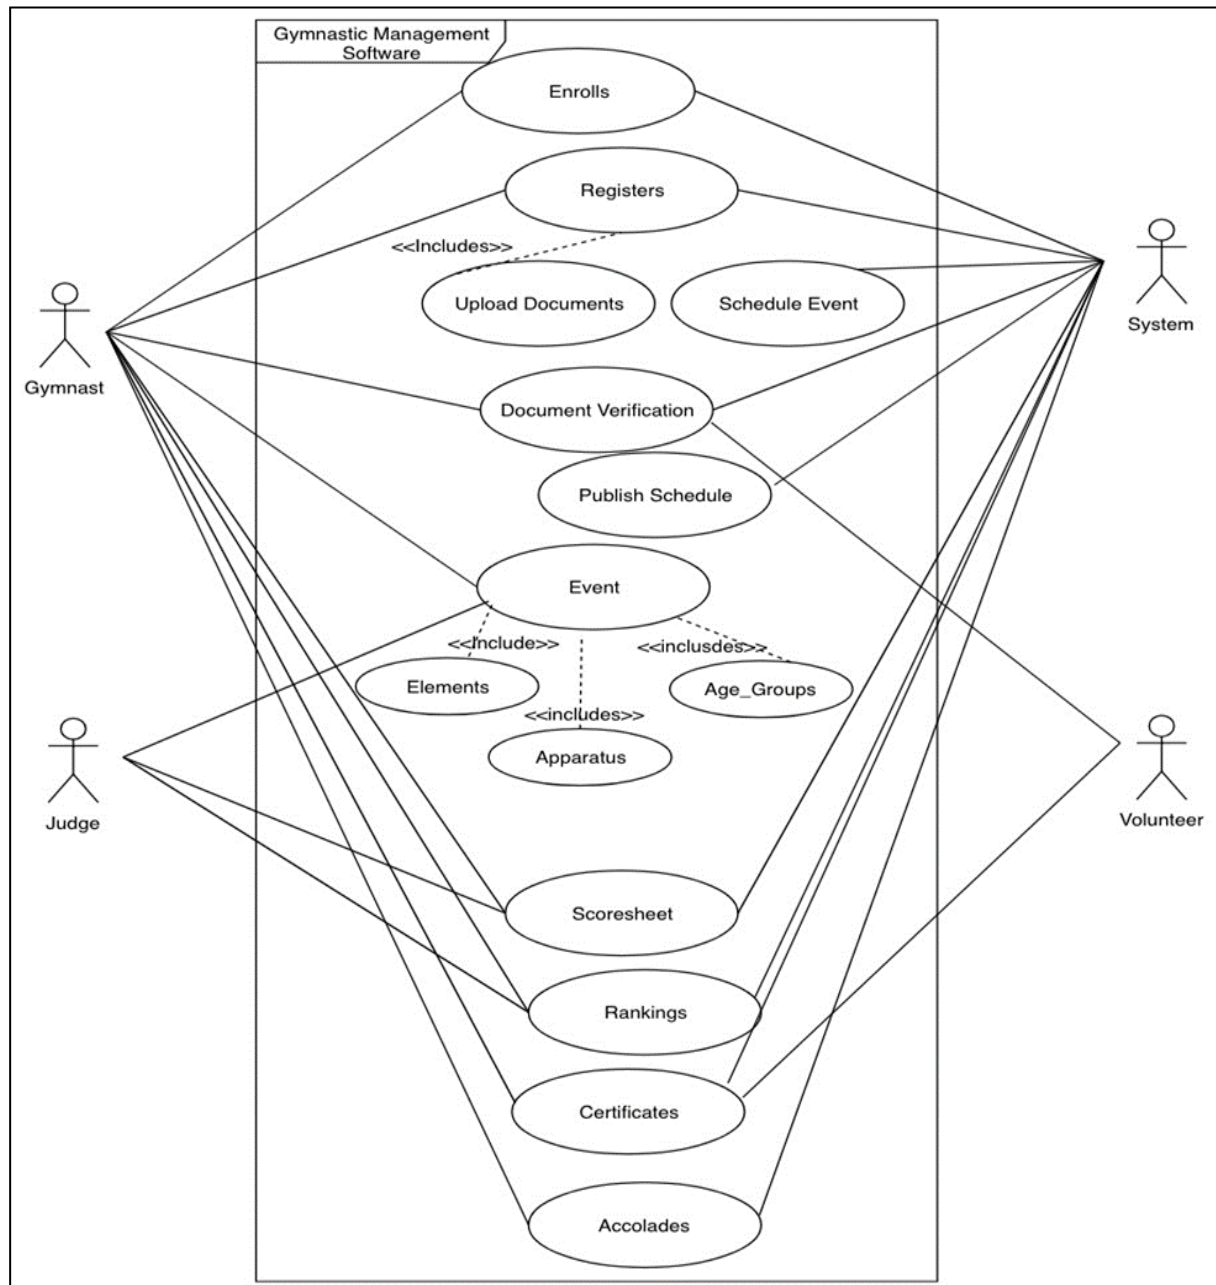 Gymnastic Management
Software
Enrolls
Registers
<<Includes>>
Upload Documents
Schedule Event
System
Gymnast
Document Verification
Publish Schedule
Event
<<Include>>
<<inclusdes>>
Elements
Age_Groups
<<includes>>
Apparatus
Judge
Volunteer
Scoresheet
Rankings
Certificates
Accolades